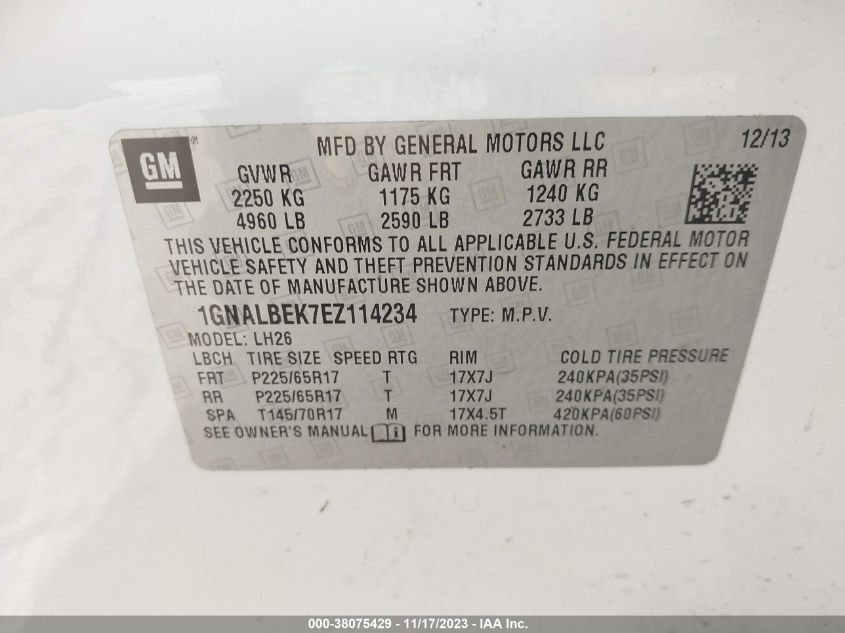 GM ® MFD BY GENERAL MOTORS LLC 12/13
GVWR GAWR FRT GAWR RR
2250 KG 1175 KG 1240 KG
4960 LB 2590 LB 2733 LB
THIS VEHICLE CONFORMS TO ALL APPLICABLE U.S. FEDERAL MOTOR
VEHICLE SAFETY AND THEFT PREVENTION STANDARDS IN EFFECT ON
THE DATE OF MANUFACTURE SHOWN ABOVE.
1GNALBEK7EZ114234 TYPE: M.P.V.
MODEL: LH26
LBCH TIRE SIZE SPEED RTG RIM COLD TIRE PRESSURE
FRT P225/65R17 T 17X7J 240KPA(35PSI)
RR P225/65R17 T 17X7J 240KPA(35PSI)
SPA T145/70R17 M 17X4.5T 420KPA(60PSI)
SEE OWNER'S MANUAL i FOR MORE INFORMATION.
000-38075429 - 11/17/2023 - IAA Inc.